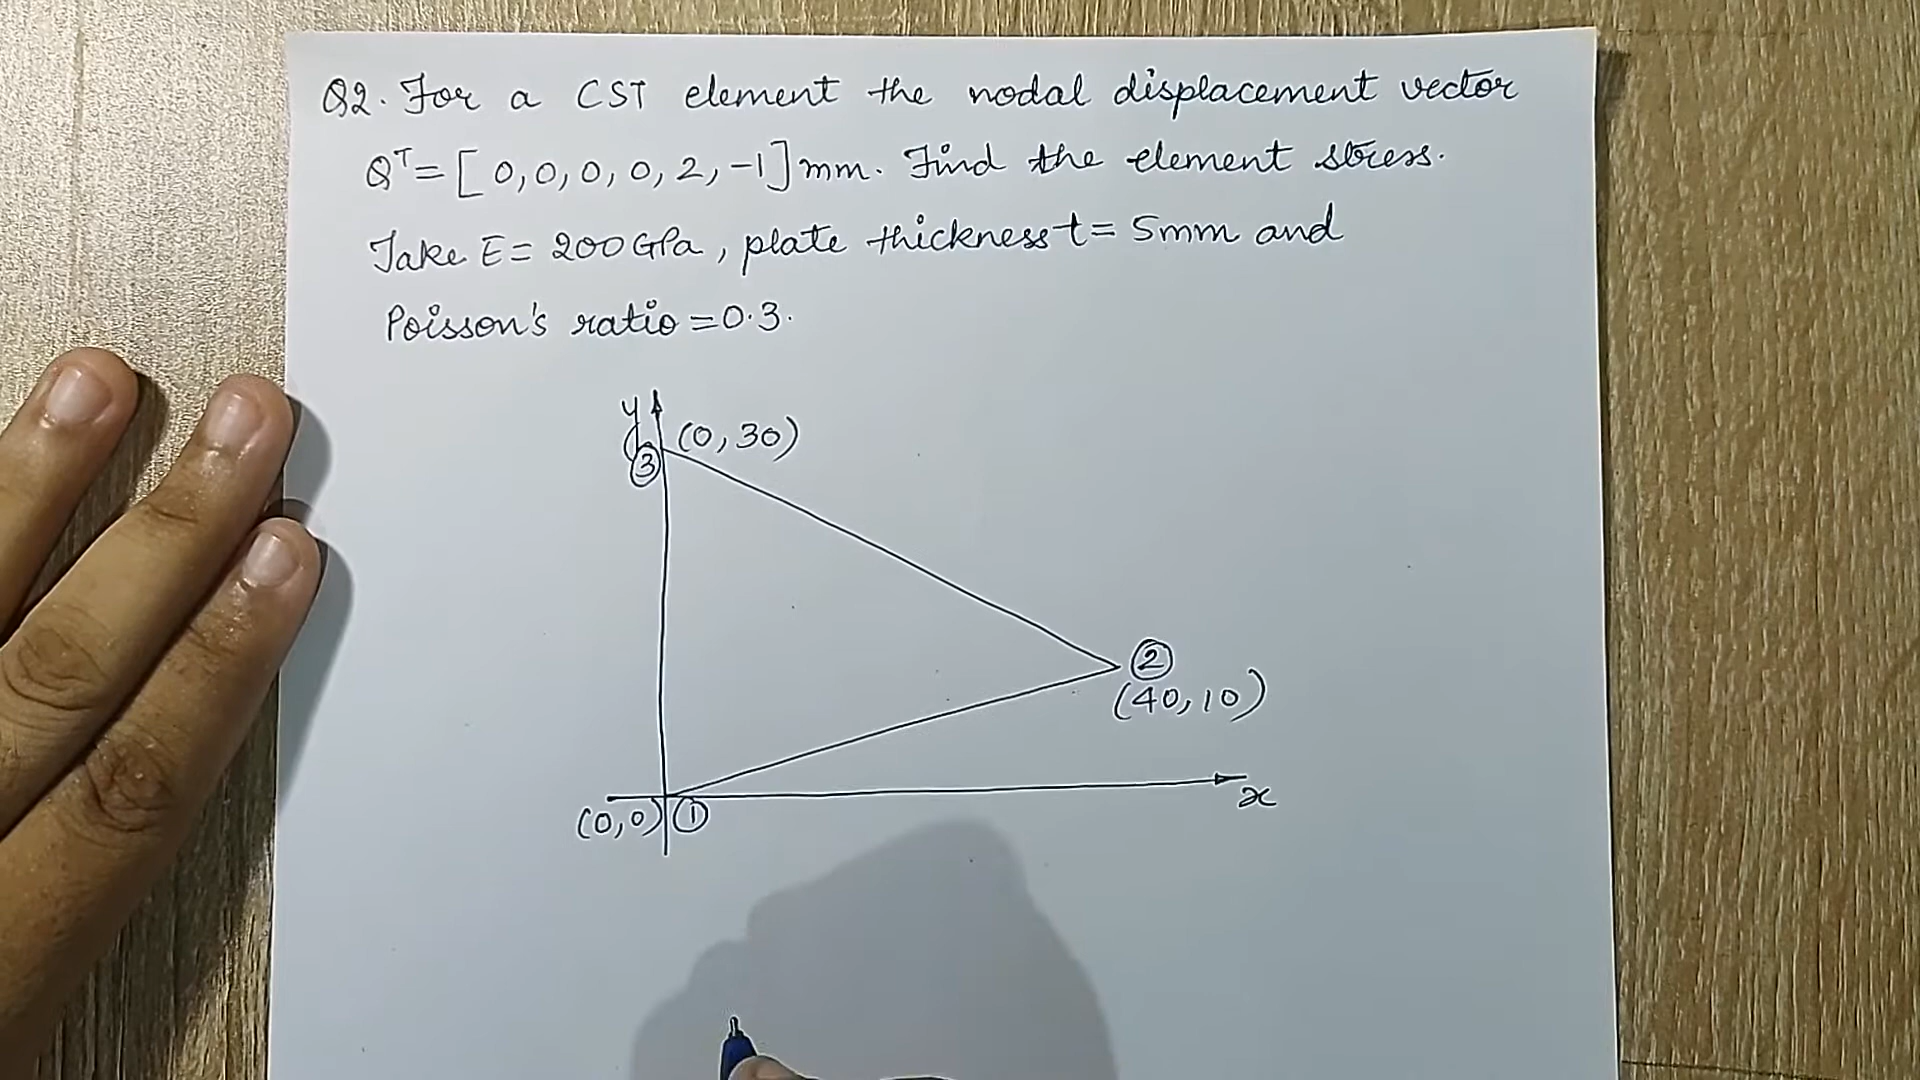 Q2. For a CST element the nodal displacement vector
Qᵀ = [0, 0, 0, 0, 2, -1] mm. Find the element stress.
Take E = 200 GPa, plate thickness t = 5mm and
Poisson's ratio = 0.3.
y
(0, 30)
3
2
(40, 10)
x
(0, 0) 1